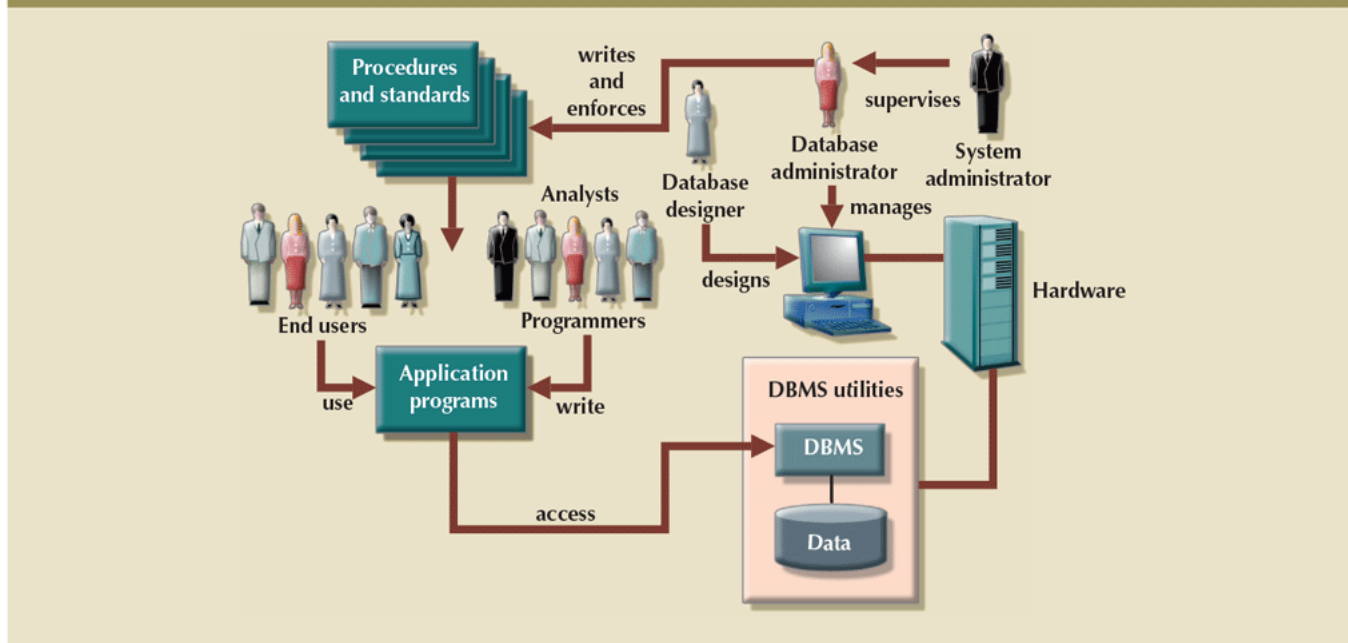 Procedures
and standards
writes
and
enforces
supervises
Database
administrator
System
administrator
Database
designer
manages
Analysts
designs
Hardware
End users
Programmers
Application
programs
use
write
DBMS utilities
DBMS
access
Data